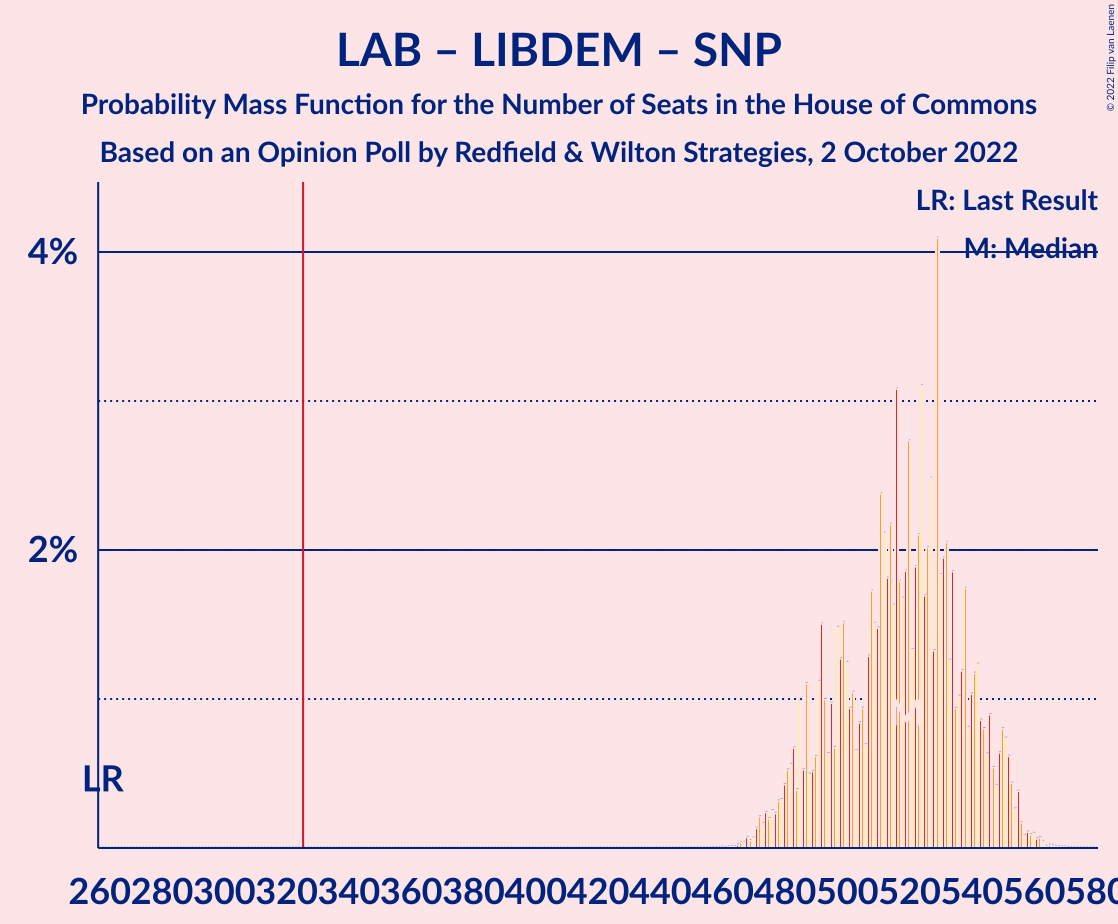 LAB – LIBDEM – SNP
Probability Mass Function for the Number of Seats in the House of Commons
Based on an Opinion Poll by Redfield & Wilton Strategies, 2 October 2022
© 2022 Filip van Laenen
LR: Last Result
M: Median
4%
2%
LR
M
260 280 300 320 340 360 380 400 420 440 460 480 500 520 540 560 580